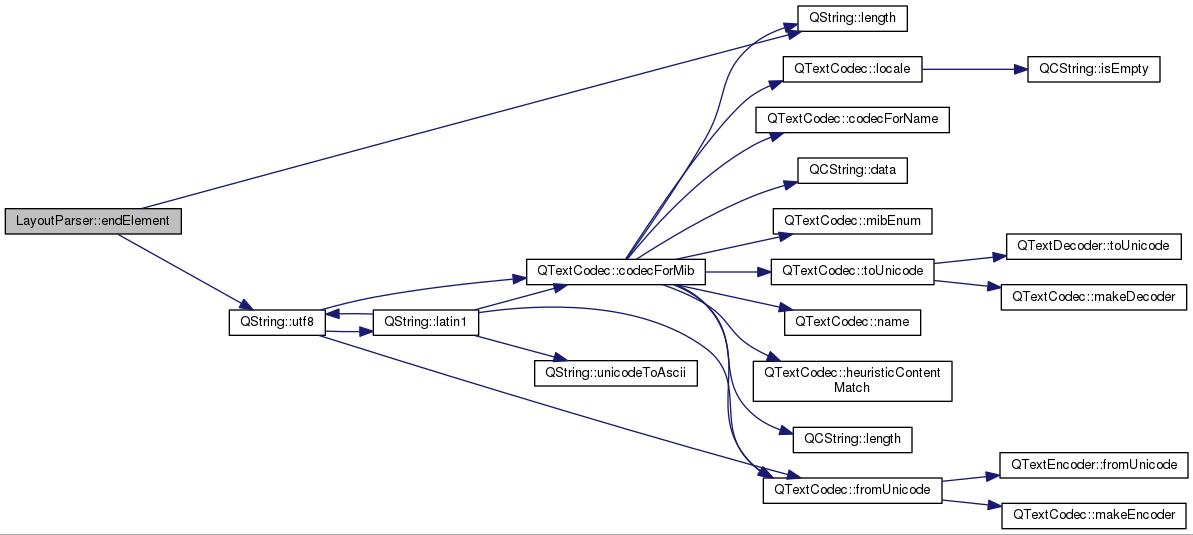 QString::length
QTextCodec::locale
QCString::isEmpty
QTextCodec::codecForName
QCString::data
LayoutParser::endElement
QTextCodec::mibEnum
QTextDecoder::toUnicode
QTextCodec::codecForMib
QTextCodec::toUnicode
QTextCodec::makeDecoder
QString::utf8
QString::latin1
QTextCodec::name
QString::unicodeToAscii
QTextCodec::heuristicContent
Match
QCString::length
QTextEncoder::fromUnicode
QTextCodec::fromUnicode
QTextCodec::makeEncoder